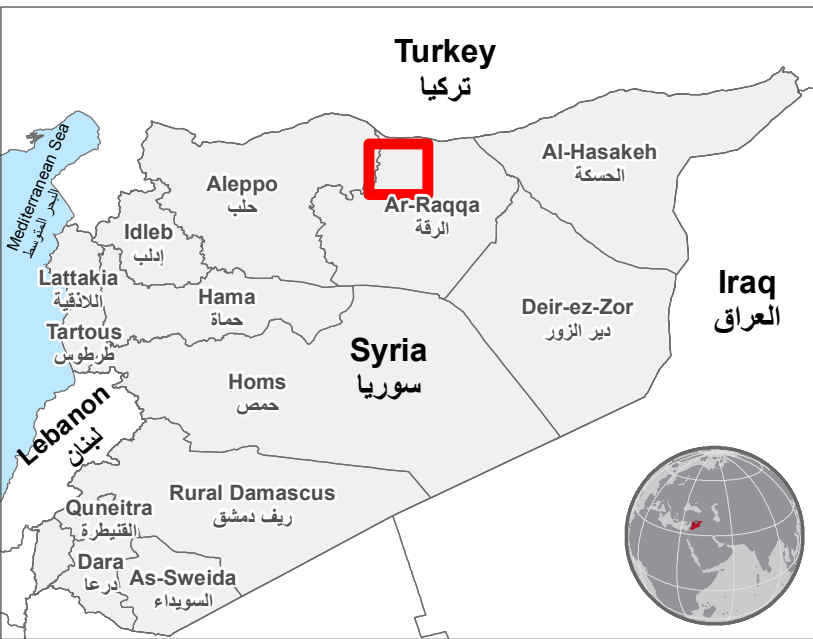 Turkey
تركيا
Mediterranean Sea
البحر المتوسط
Aleppo
حلب
Al-Hasakeh
الحسكة
Ar-Raqqa
الرقة
Idleb
إدلب
Lattakia
اللاذقية
Hama
حماة
Iraq
العراق
Deir-ez-Zor
دير الزور
Tartous
طرطوس
Syria
سوريا
Homs
حمص
Lebanon
لبنان
Rural Damascus
ريف دمشق
Quneitra
القنيطرة
Dara
درعا
As-Sweida
السويداء